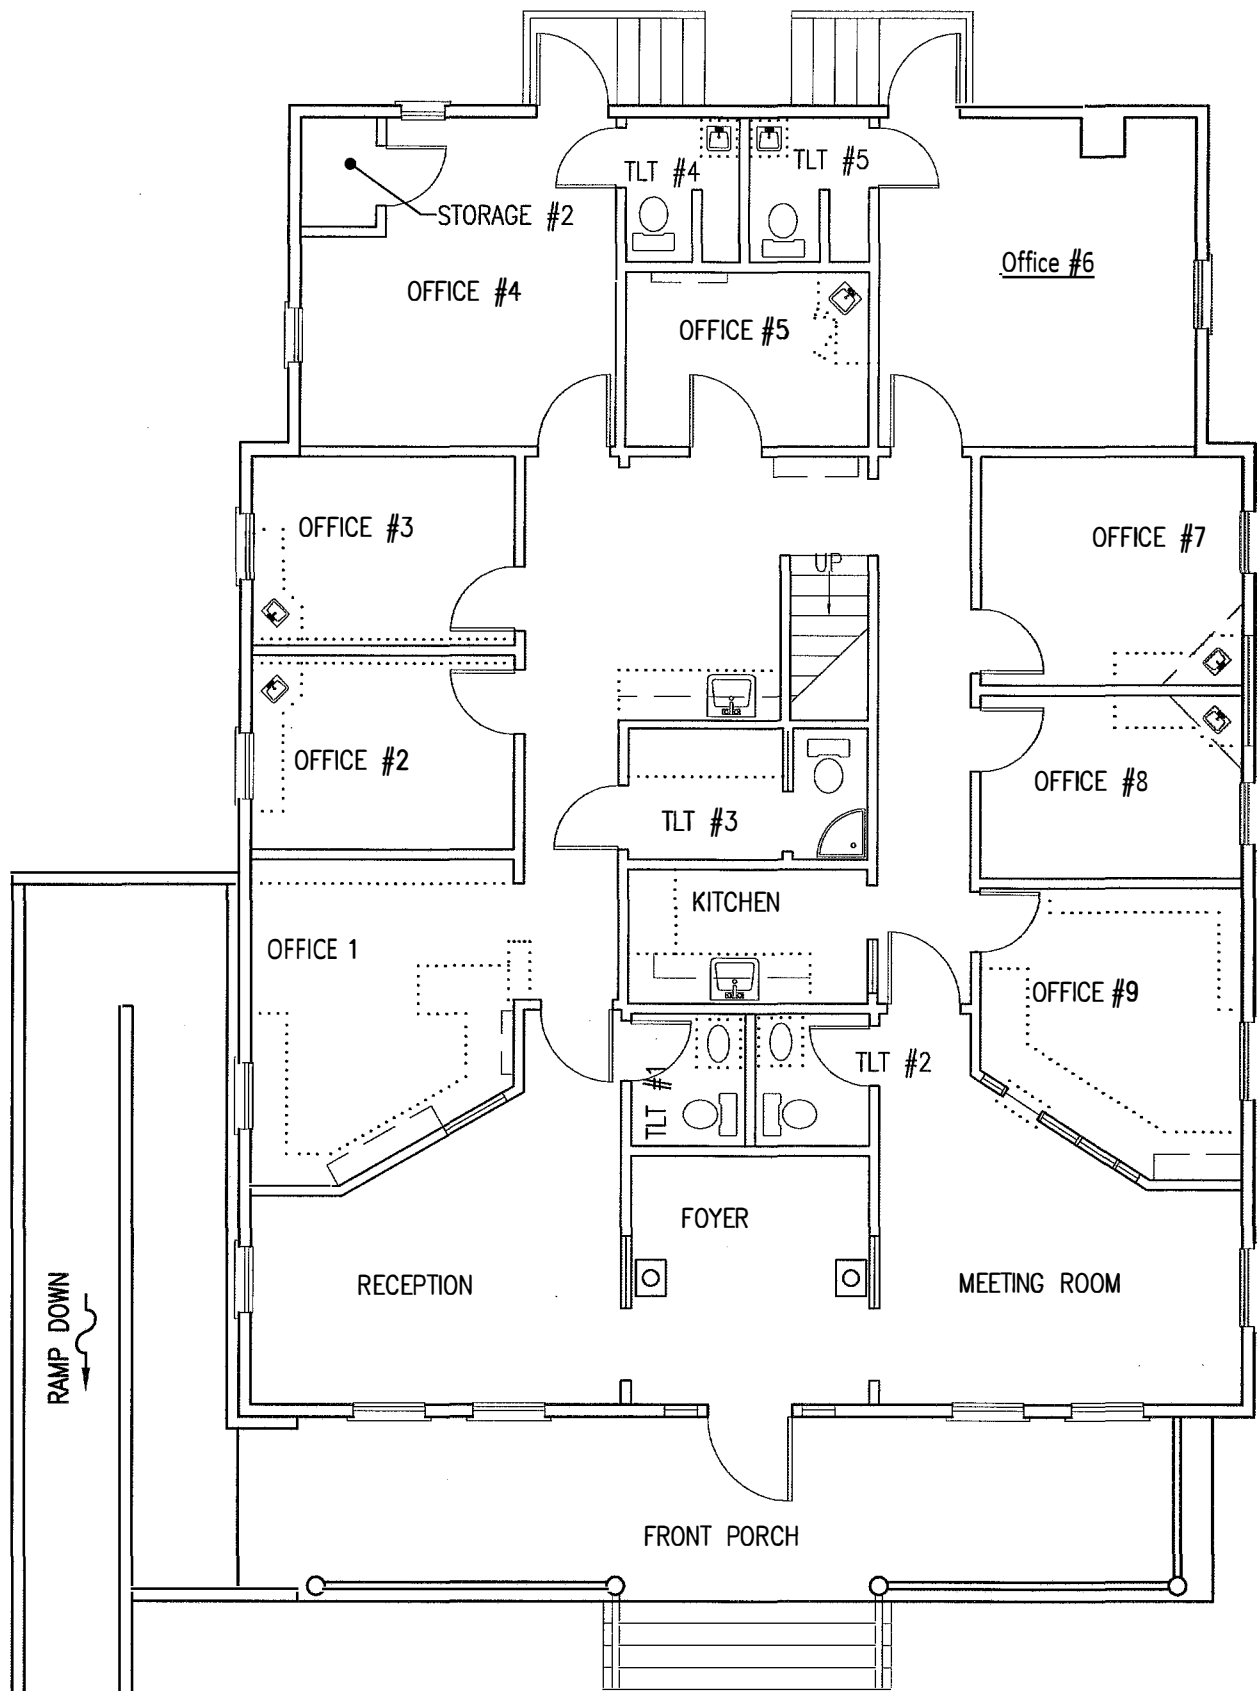 TLT #4
TLT #5
STORAGE #2
OFFICE #4
Office #6
OFFICE #5
OFFICE #3
UP
OFFICE #7
OFFICE #2
OFFICE #8
TLT #3
KITCHEN
OFFICE 1
OFFICE #9
TLT #1
TLT #2
FOYER
RECEPTION
MEETING ROOM
RAMP DOWN
FRONT PORCH